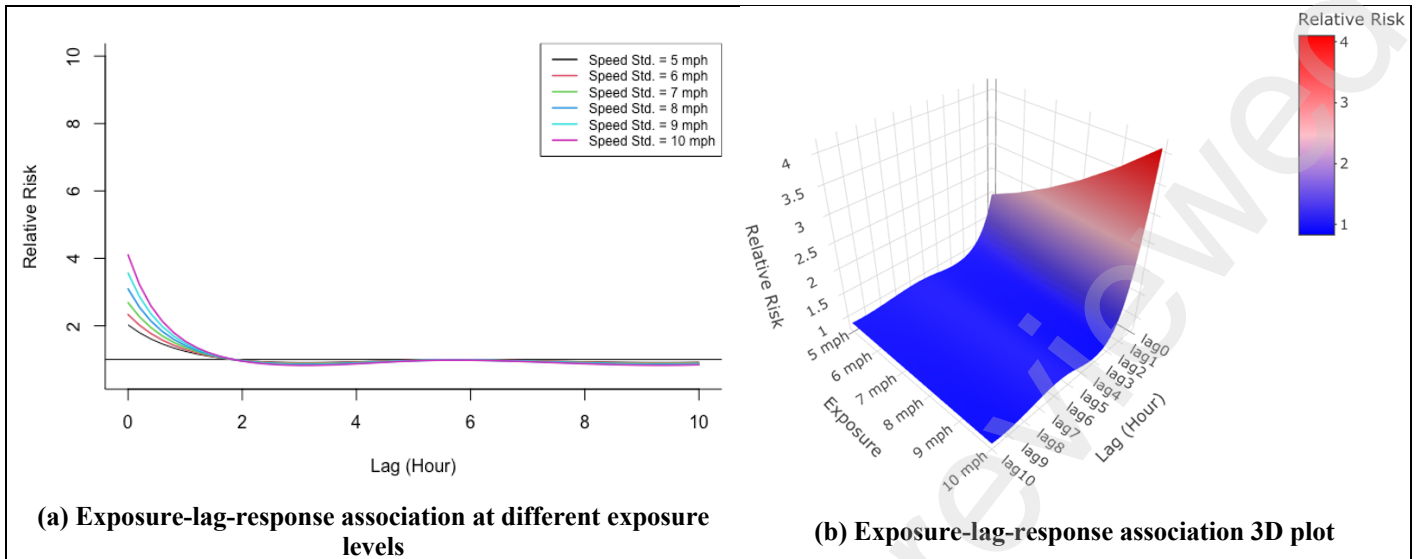 10
8
6
4
2
Relative Risk
Speed Std. = 5 mph
Speed Std. = 6 mph
Speed Std. = 7 mph
Speed Std. = 8 mph
Speed Std. = 9 mph
Speed Std. = 10 mph
0 2 4 6 8 10
Lag (Hour)
(a) Exposure-lag-response association at different exposure
levels
Relative Risk
4
3
2
1
4
3.5
3
2.5
2
1.5
1
Relative Risk
5 mph
6 mph
7 mph
8 mph
9 mph
10 mph
Exposure
lag0
lag1
lag2
lag3
lag4
lag5
lag6
lag7
lag8
lag9
lag10
Lag (Hour)
(b) Exposure-lag-response association 3D plot
reviewed